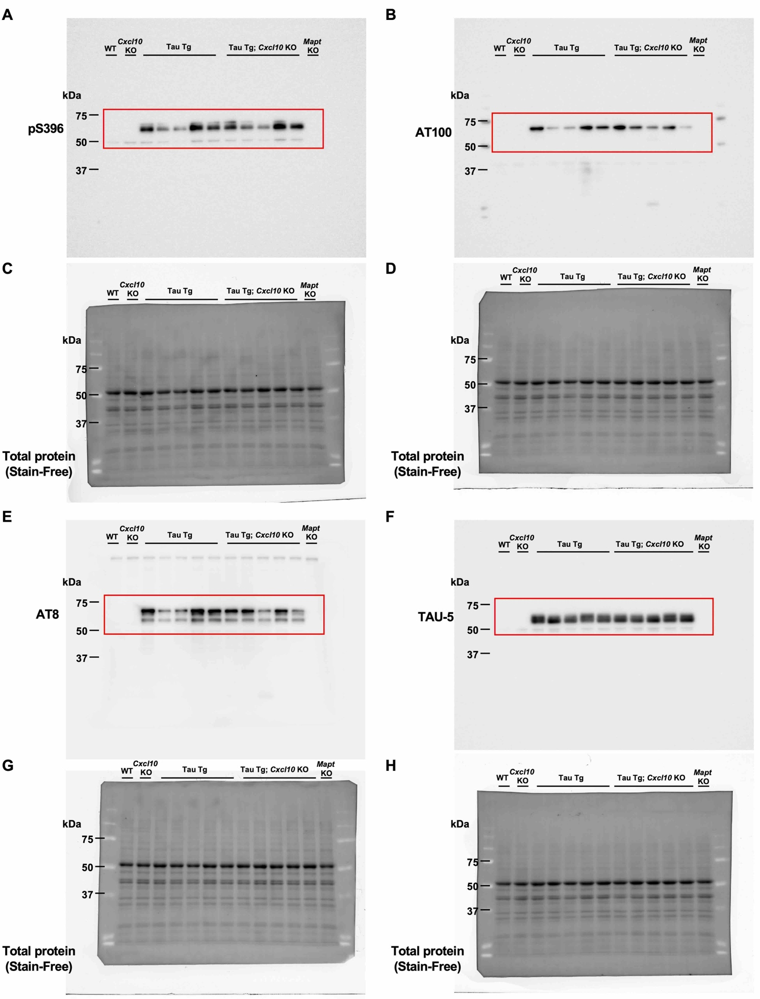 A
Cxcl10
Mapt
WT
KO
Tau Tg
Tau Tg; Cxcl10 KO
KO
kDa
75
pS396
50
37
B
Cxcl10
Mapt
WT
KO
Tau Tg
Tau Tg; Cxcl10 KO
KO
kDa
75
AT100
50
37
C
Cxcl10
Mapt
WT
KO
Tau Tg
Tau Tg; Cxcl10 KO
KO
kDa
75
50
37
Total protein
(Stain-Free)
D
Cxcl10
Mapt
WT
KO
Tau Tg
Tau Tg; Cxcl10 KO
KO
kDa
75
50
37
Total protein
(Stain-Free)
E
Cxcl10
Mapt
WT
KO
Tau Tg
Tau Tg; Cxcl10 KO
KO
kDa
75
AT8
50
37
F
Cxcl10
Mapt
WT
KO
Tau Tg
Tau Tg; Cxcl10 KO
KO
kDa
75
TAU-5
50
37
G
Cxcl10
Mapt
WT
KO
Tau Tg
Tau Tg; Cxcl10 KO
KO
kDa
75
50
37
Total protein
(Stain-Free)
H
Cxcl10
Mapt
WT
KO
Tau Tg
Tau Tg; Cxcl10 KO
KO
kDa
75
50
37
Total protein
(Stain-Free)